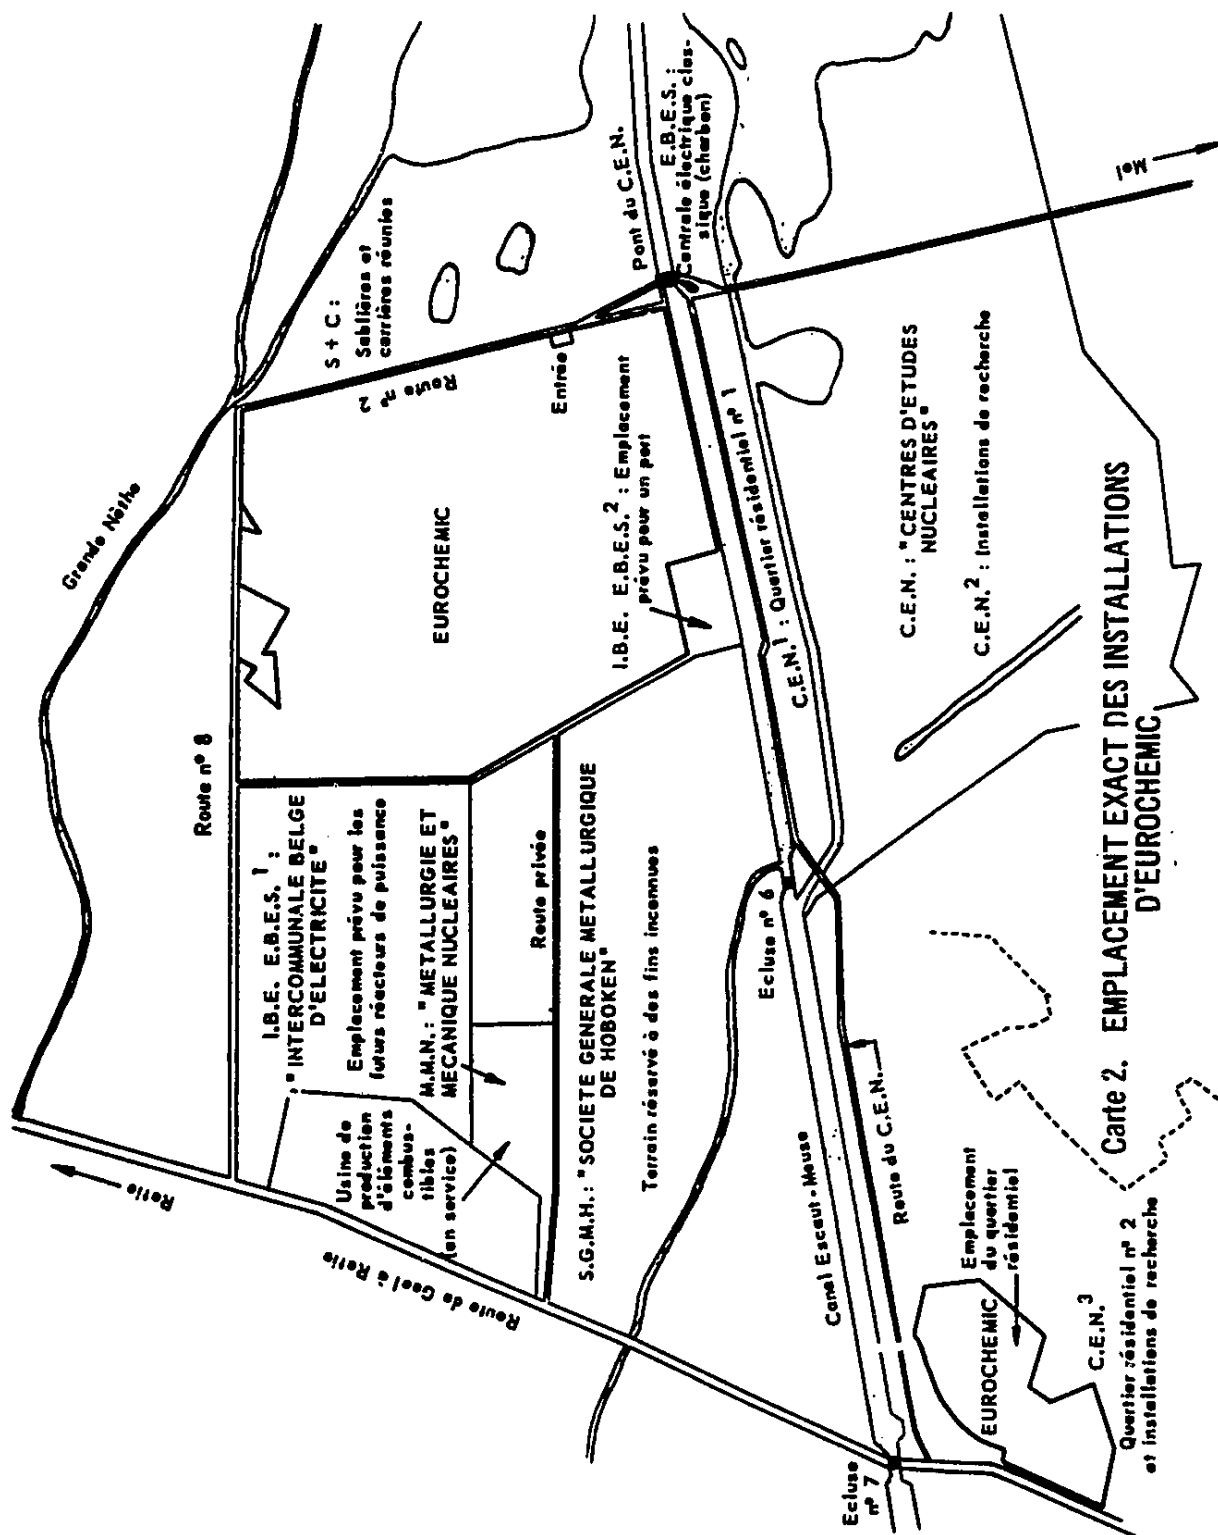 Grande Nèthe
Retie
Route n° 8
Route de Geel à Retie
I.B.E. E.B.E.S.1 :
"INTERCOMMUNALE BELGE
D'ELECTRICITE"
Emplacement prévu pour les
futurs réacteurs de puissance
Usine de
production
d'éléments
combus-
tibles
(en service)
M.M.N.: "METALLURGIE ET
MECANIQUE NUCLEAIRES"
Route privée
S.G.M.H.: "SOCIETE GENERALE METALLURGIQUE
DE HOBOKEN"
Terrain réservé à des fins inconnues
EUROCHEMIC
S + C :
Sablières et
carrières réunies
Route n° 2
Entrée
I.B.E. E.B.E.S.2 : Emplacement
prévu pour un port
Pont du C.E.N.
E.B.E.S. :
Centrale électrique clas-
sique (charbon)
Mol
C.E.N.1 : Quartier résidentiel n° 1
C.E.N. : "CENTRES D'ETUDES
NUCLEAIRES"
C.E.N.2 : Installations de recherche
Ecluse n° 6
Canal Escaut-Meuse
Route du C.E.N.
Ecluse
n° 7
EUROCHEMIC
Emplacement
du quartier
résidentiel
C.E.N.3
Quartier résidentiel n° 2
et installations de recherche
Carte 2. EMPLACEMENT EXACT DES INSTALLATIONS
D'EUROCHEMIC